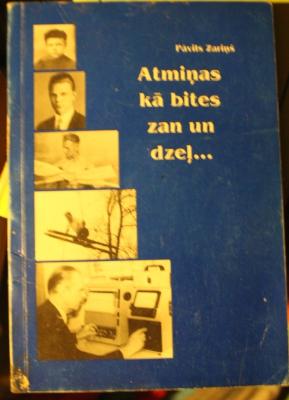 Pāvils Zariņš
Atmiņas
kā bites
zan un
dzeļ...